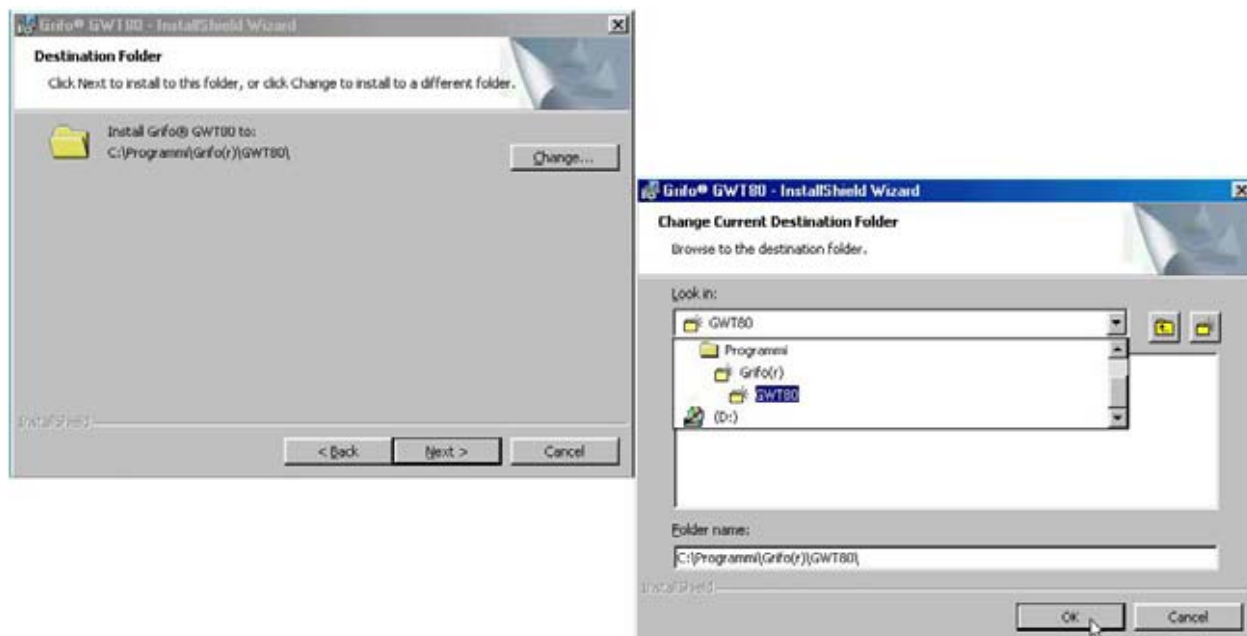 Grifo® GWT80 - InstallShield Wizard
Destination Folder
Click Next to install to this folder, or click Change to install to a different folder.
Install Grifo® GWT80 to:
C:\Programmi\Grifo(r)\GWT80\
Change...
InstallShield
< Back
Next >
Cancel
Grifo® GWT80 - InstallShield Wizard
Change Current Destination Folder
Browse to the destination folder.
Look in:
GWT80
Programmi
Grifo(r)
GWT80
(D:)
Folder name:
C:\Programmi\Grifo(r)\GWT80\
InstallShield
OK
Cancel